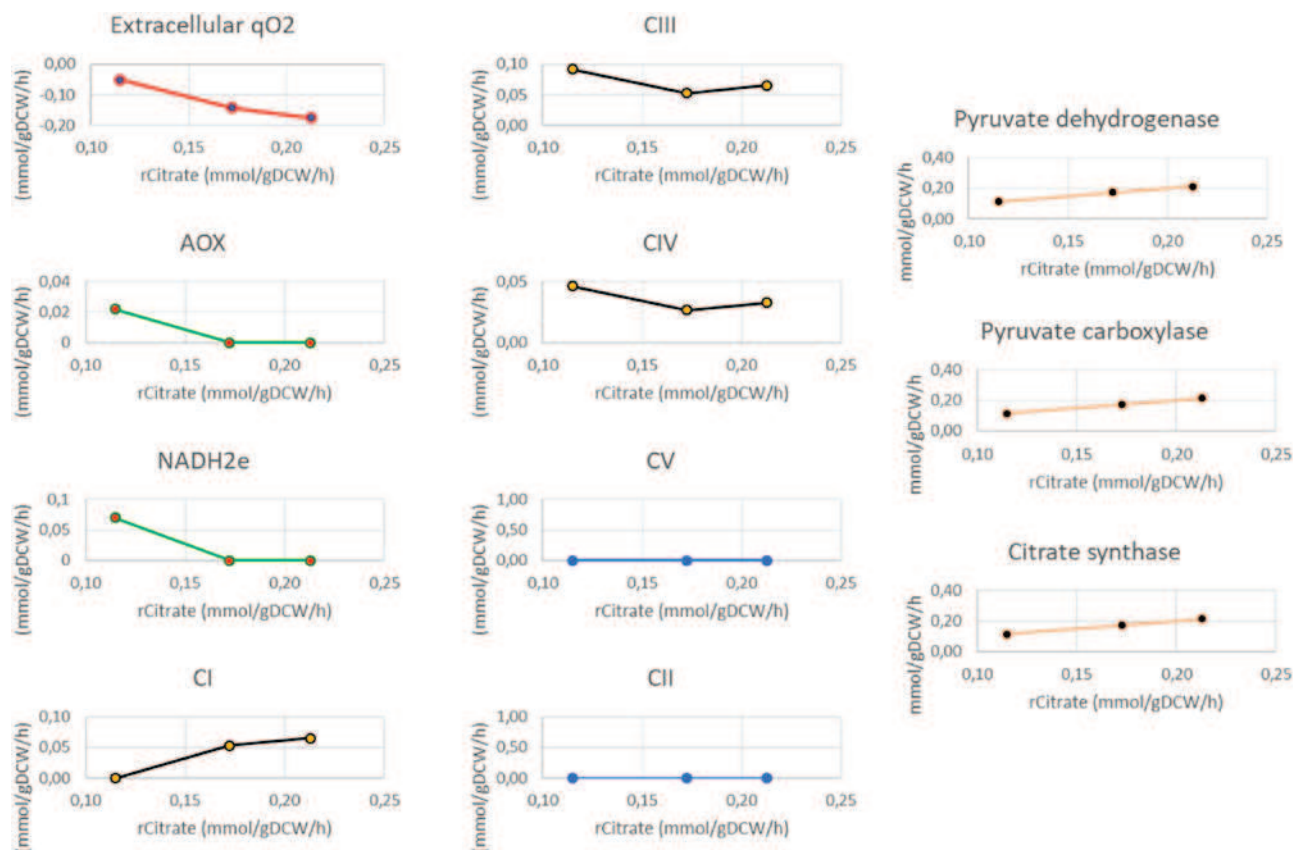 Extracellular qO2
(mmol/gDCW/h)
0,00
-0,10
-0,20
0,10 0,15 0,20 0,25
rCitrate (mmol/gDCW/h)
AOX
(mmol/gDCW/h)
0,04
0,02
0
0,10 0,15 0,20 0,25
rCitrate (mmol/gDCW/h)
NADH2e
(mmol/gDCW/h)
0,1
0,05
0
0,10 0,15 0,20 0,25
rCitrate (mmol/gDCW/h)
CI
(mmol/gDCW/h)
0,10
0,05
0,00
0,10 0,15 0,20 0,25
rCitrate (mmol/gDCW/h)
CIII
(mmol/gDCW/h)
0,10
0,05
0,00
0,10 0,15 0,20 0,25
rCitrate (mmol/gDCW/h)
CIV
(mmol/gDCW/h)
0,05
0,00
0,10 0,15 0,20 0,25
rCitrate (mmol/gDCW/h)
CV
(mmol/gDCW/h)
1,00
0,50
0,00
0,10 0,15 0,20 0,25
rCitrate (mmol/gDCW/h)
CII
(mmol/gDCW/h)
1,00
0,50
0,00
0,10 0,15 0,20 0,25
rCitrate (mmol/gDCW/h)
Pyruvate dehydrogenase
mmol/gDCW/h
0,40
0,20
0,00
0,10 0,15 0,20 0,25
rCitrate (mmol/gDCW/h)
Pyruvate carboxylase
mmol/gDCW/h
0,40
0,20
0,00
0,10 0,15 0,20 0,25
rCitrate (mmol/gDCW/h)
Citrate synthase
mmol/gDCW/h
0,40
0,20
0,00
0,10 0,15 0,20 0,25
rCitrate (mmol/gDCW/h)